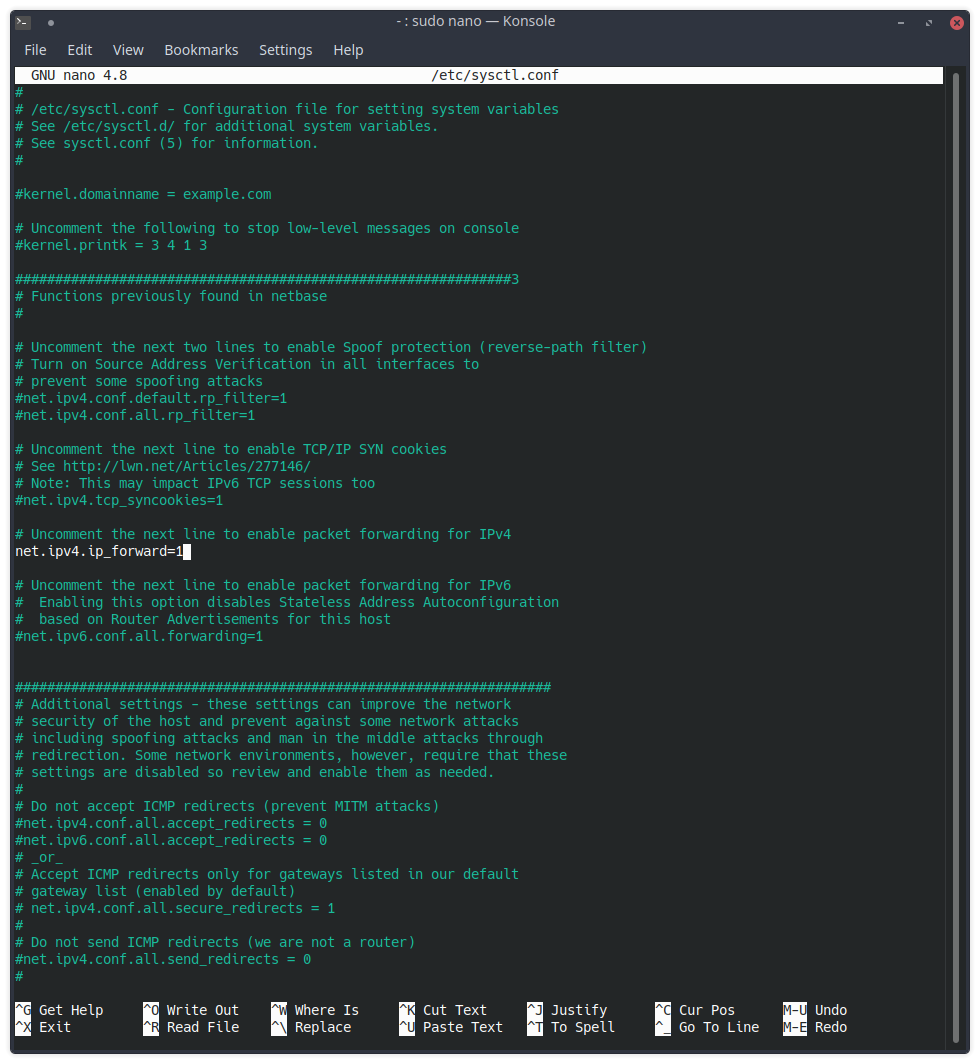 - : sudo nano — Konsole
File Edit View Bookmarks Settings Help
GNU nano 4.8 /etc/sysctl.conf
#
# /etc/sysctl.conf - Configuration file for setting system variables
# See /etc/sysctl.d/ for additional system variables.
# See sysctl.conf (5) for information.
#
#kernel.domainname = example.com
# Uncomment the following to stop low-level messages on console
#kernel.printk = 3 4 1 3
##############################################################3
# Functions previously found in netbase
#
# Uncomment the next two lines to enable Spoof protection (reverse-path filter)
# Turn on Source Address Verification in all interfaces to
# prevent some spoofing attacks
#net.ipv4.conf.default.rp_filter=1
#net.ipv4.conf.all.rp_filter=1
# Uncomment the next line to enable TCP/IP SYN cookies
# See http://lwn.net/Articles/277146/
# Note: This may impact IPv6 TCP sessions too
#net.ipv4.tcp_syncookies=1
# Uncomment the next line to enable packet forwarding for IPv4
net.ipv4.ip_forward=1
# Uncomment the next line to enable packet forwarding for IPv6
#  Enabling this option disables Stateless Address Autoconfiguration
#  based on Router Advertisements for this host
#net.ipv6.conf.all.forwarding=1
###################################################################
# Additional settings - these settings can improve the network
# security of the host and prevent against some network attacks
# including spoofing attacks and man in the middle attacks through
# redirection. Some network environments, however, require that these
# settings are disabled so review and enable them as needed.
#
# Do not accept ICMP redirects (prevent MITM attacks)
#net.ipv4.conf.all.accept_redirects = 0
#net.ipv6.conf.all.accept_redirects = 0
# _or_
# Accept ICMP redirects only for gateways listed in our default
# gateway list (enabled by default)
# net.ipv4.conf.all.secure_redirects = 1
#
# Do not send ICMP redirects (we are not a router)
#net.ipv4.conf.all.send_redirects = 0
#
^G Get Help ^O Write Out ^W Where Is ^K Cut Text ^J Justify ^C Cur Pos M-U Undo
^X Exit ^R Read File ^\ Replace ^U Paste Text ^T To Spell ^_ Go To Line M-E Redo